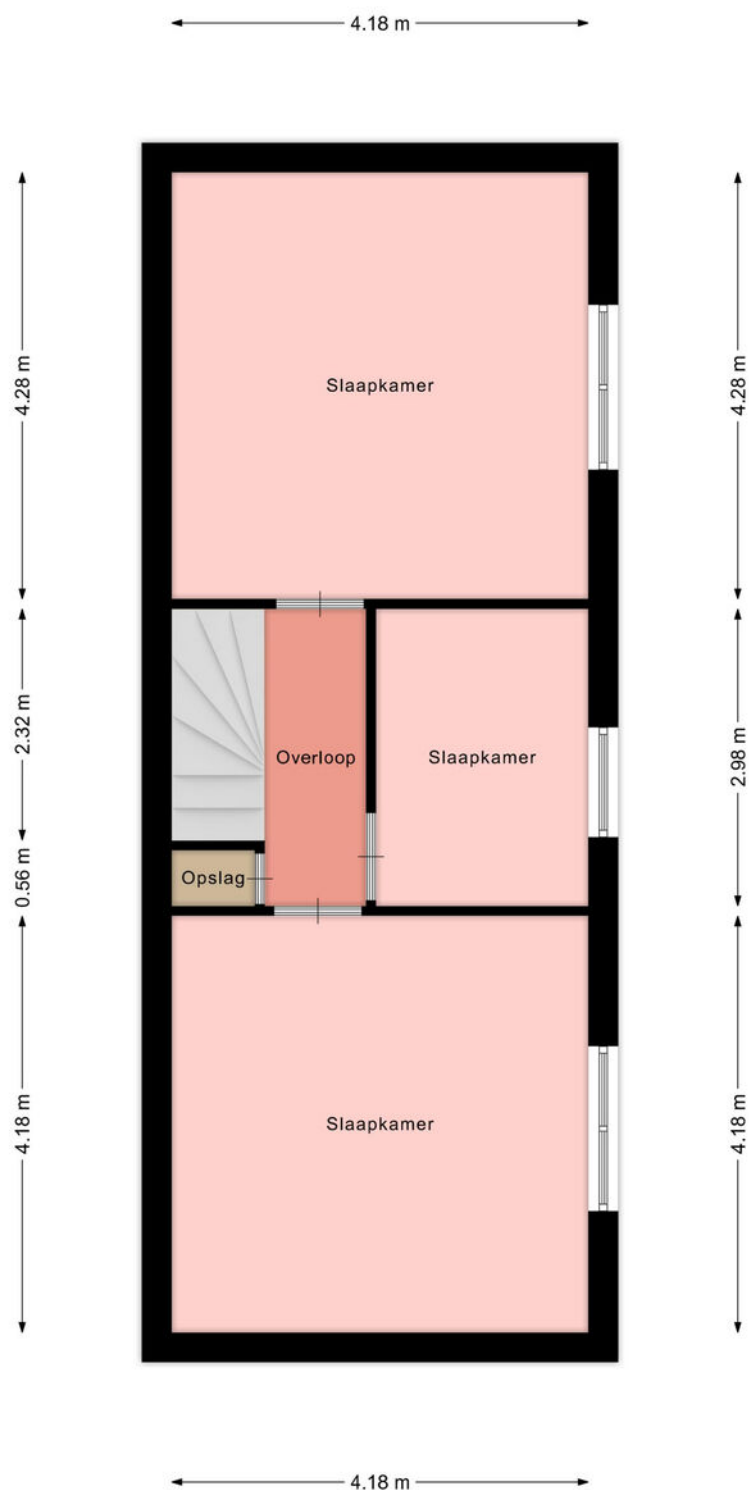 4.18 m
4.28 m
4.28 m
Slaapkamer
2.32 m
Overloop
Slaapkamer
2.98 m
0.56 m
Opslag
4.18 m
Slaapkamer
4.18 m
4.18 m